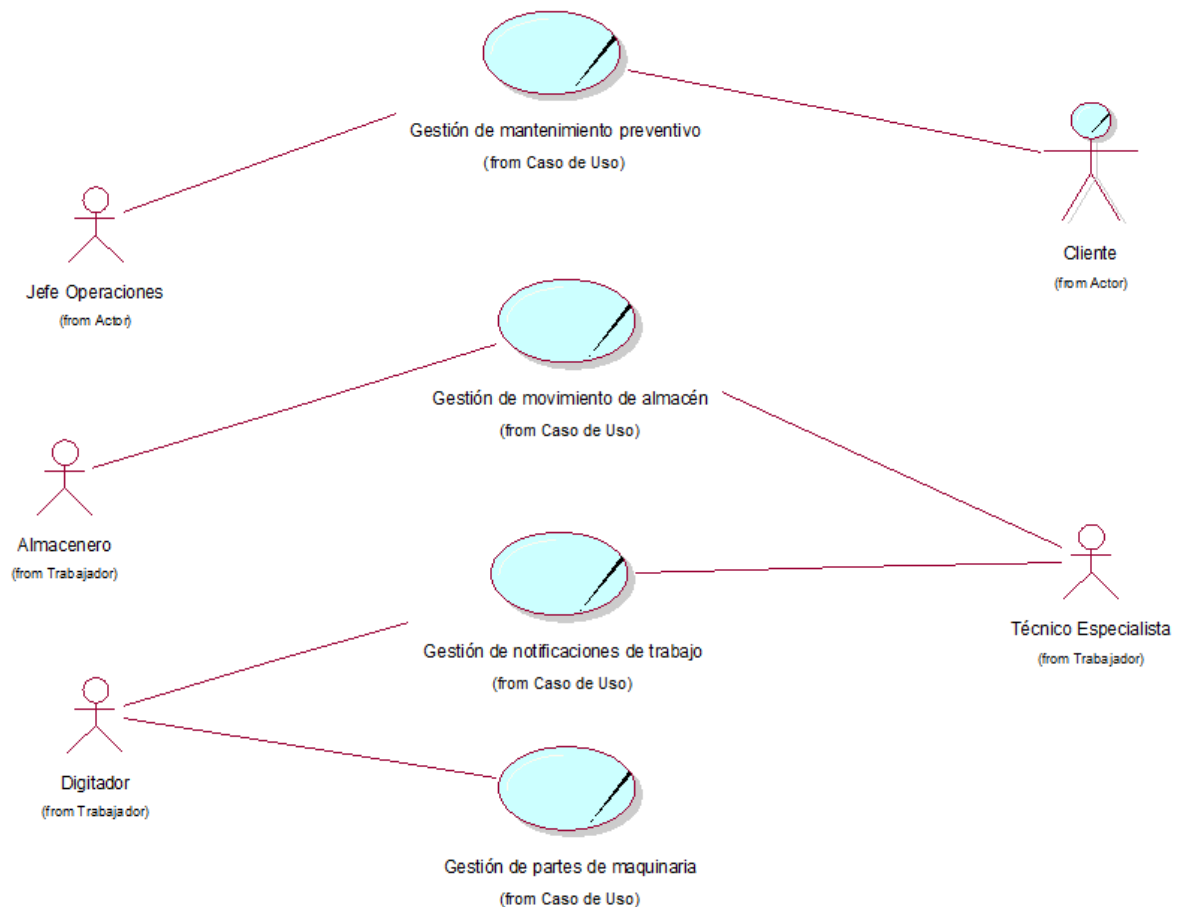 Gestión de mantenimiento preventivo
(from Caso de Uso)
Cliente
(from Actor)
Jefe Operaciones
(from Actor)
Gestión de movimiento de almacén
(from Caso de Uso)
Almacenero
(from Trabajador)
Técnico Especialista
(from Trabajador)
Gestión de notificaciones de trabajo
(from Caso de Uso)
Digitador
(from Trabajador)
Gestión de partes de maquinaria
(from Caso de Uso)